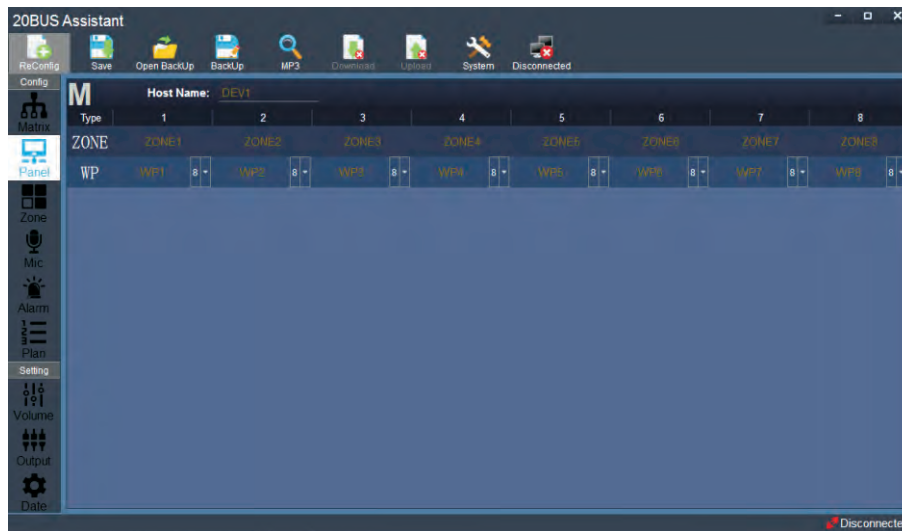 20BUS Assistant
ReConfig Save Open BackUp BackUp MP3 Download Upload System Disconnected
Config
Matrix
Panel
Zone
Mic
Alarm
1
2
3
Plan
Setting
Volume
Output
Date
M Host Name: DEV1
Type 1 2 3 4 5 6 7 8
ZONE ZONE1 ZONE2 ZONE3 ZONE4 ZONE5 ZONE6 ZONE7 ZONE8
WP WP1 8 WP2 8 WP3 8 WP4 8 WP5 8 WP6 8 WP7 8 WP8 8
Disconnecte